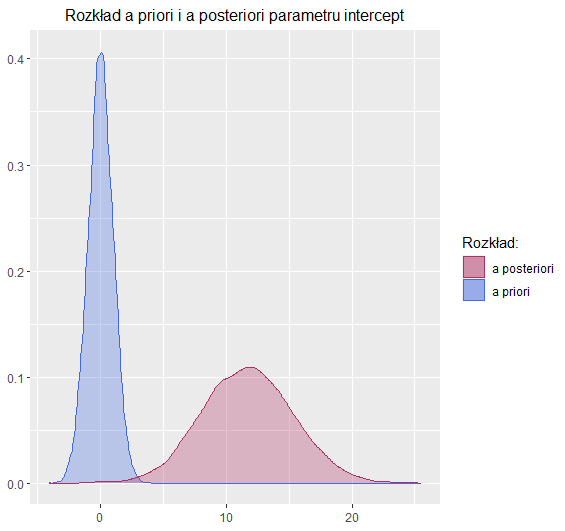 Rozkład a priori i a posteriori parametru intercept
0.4
0.3
0.2
0.1
0.0
0
10
20
Rozkład:
a posteriori
a priori